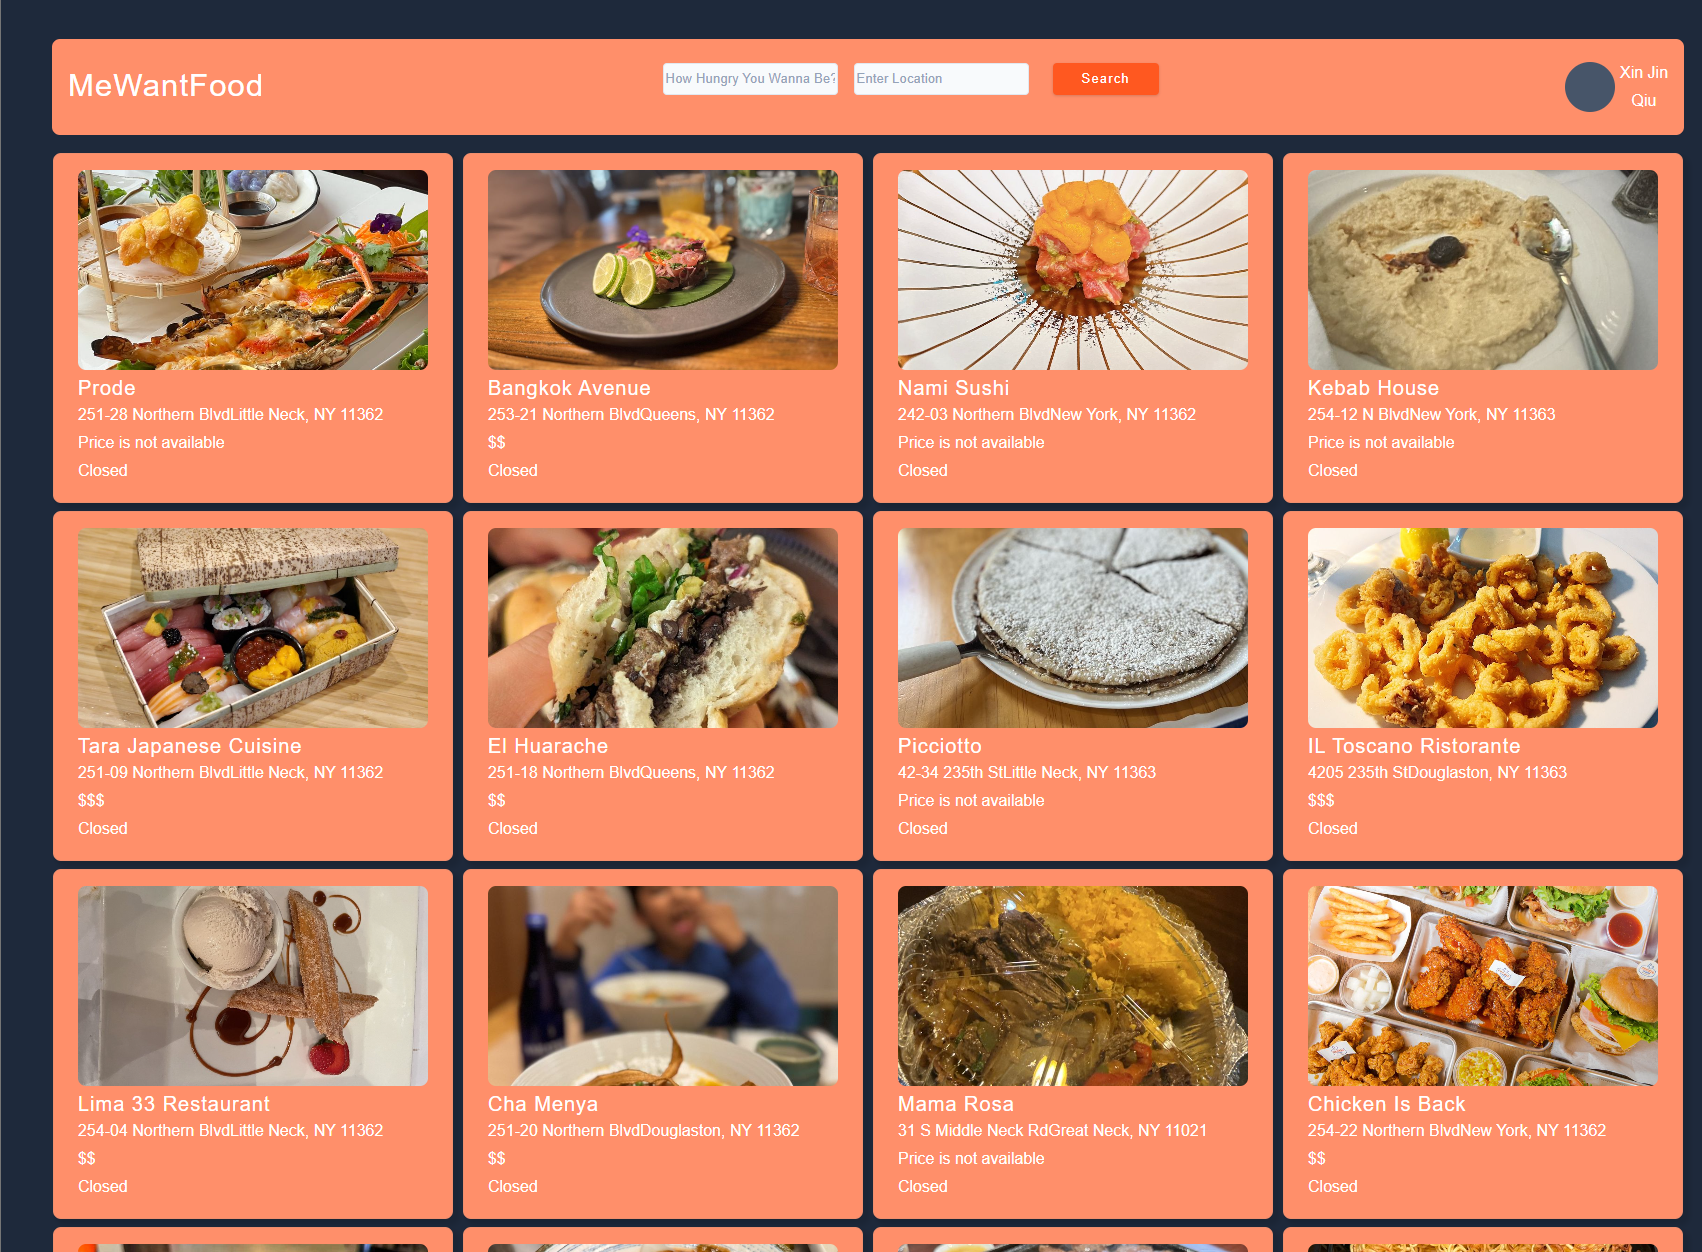 MeWantFood
How Hungry You Wanna Be?
Enter Location
Search
Xin Jin
Qiu
Prode
251-28 Northern BlvdLittle Neck, NY 11362
Price is not available
Closed
Bangkok Avenue
253-21 Northern BlvdQueens, NY 11362
$$
Closed
Nami Sushi
242-03 Northern BlvdNew York, NY 11362
Price is not available
Closed
Kebab House
254-12 N BlvdNew York, NY 11363
Price is not available
Closed
Tara Japanese Cuisine
251-09 Northern BlvdLittle Neck, NY 11362
$$$
Closed
El Huarache
251-18 Northern BlvdQueens, NY 11362
$$
Closed
Picciotto
42-34 235th StLittle Neck, NY 11363
Price is not available
Closed
IL Toscano Ristorante
4205 235th StDouglaston, NY 11363
$$$
Closed
Lima 33 Restaurant
254-04 Northern BlvdLittle Neck, NY 11362
$$
Closed
Cha Menya
251-20 Northern BlvdDouglaston, NY 11362
$$
Closed
Mama Rosa
31 S Middle Neck RdGreat Neck, NY 11021
Price is not available
Closed
Chicken Is Back
254-22 Northern BlvdNew York, NY 11362
$$
Closed